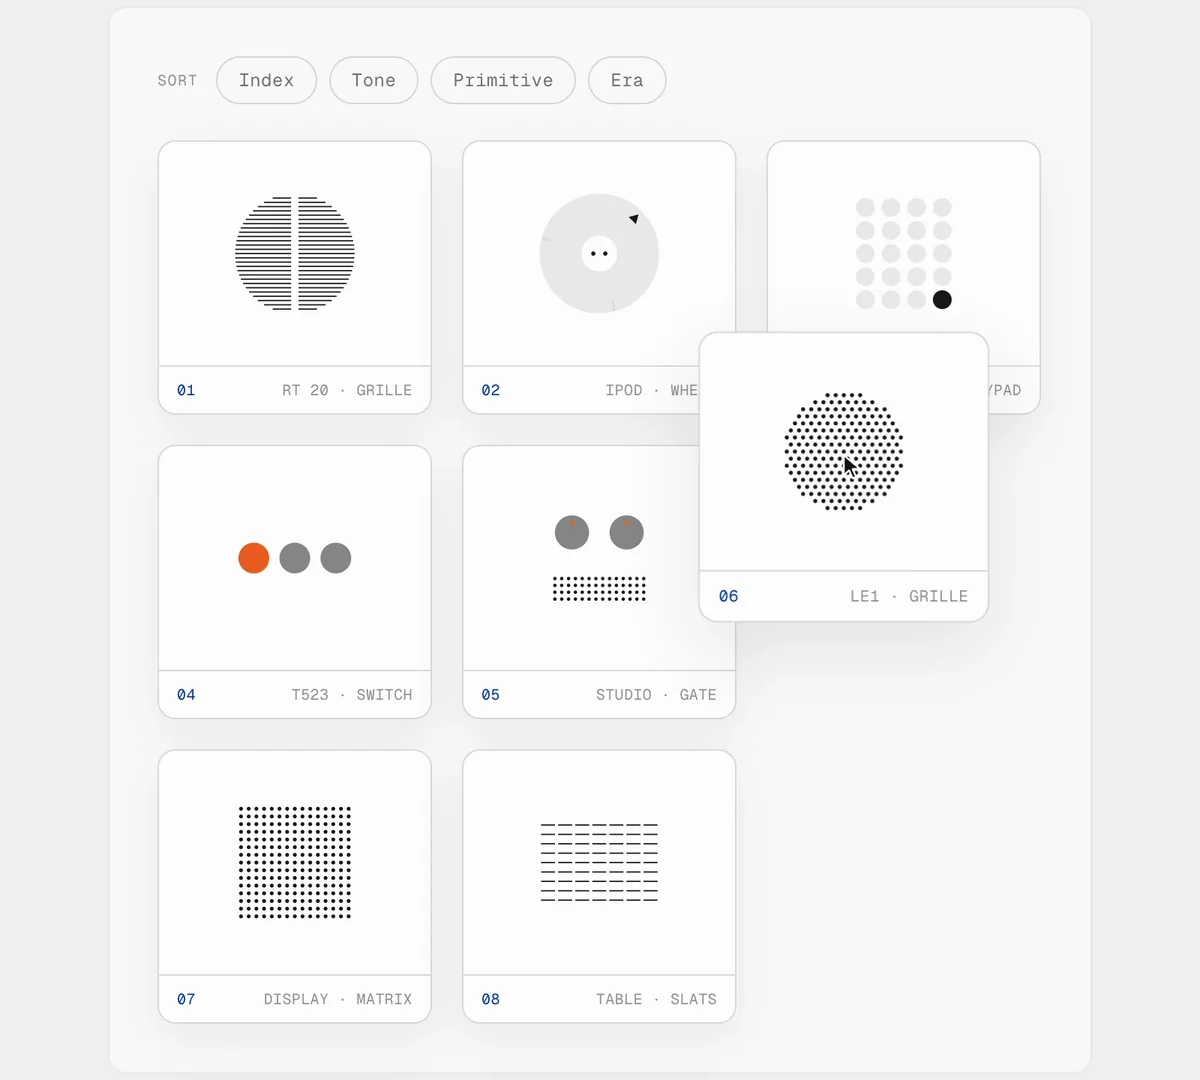 SORT Index Tone Primitive Era
01 RT 20 · GRILLE
02 IPOD · WHE
04 T523 · SWITCH
05 STUDIO · GATE
06 LE1 · GRILLE
07 DISPLAY · MATRIX
08 TABLE · SLATS